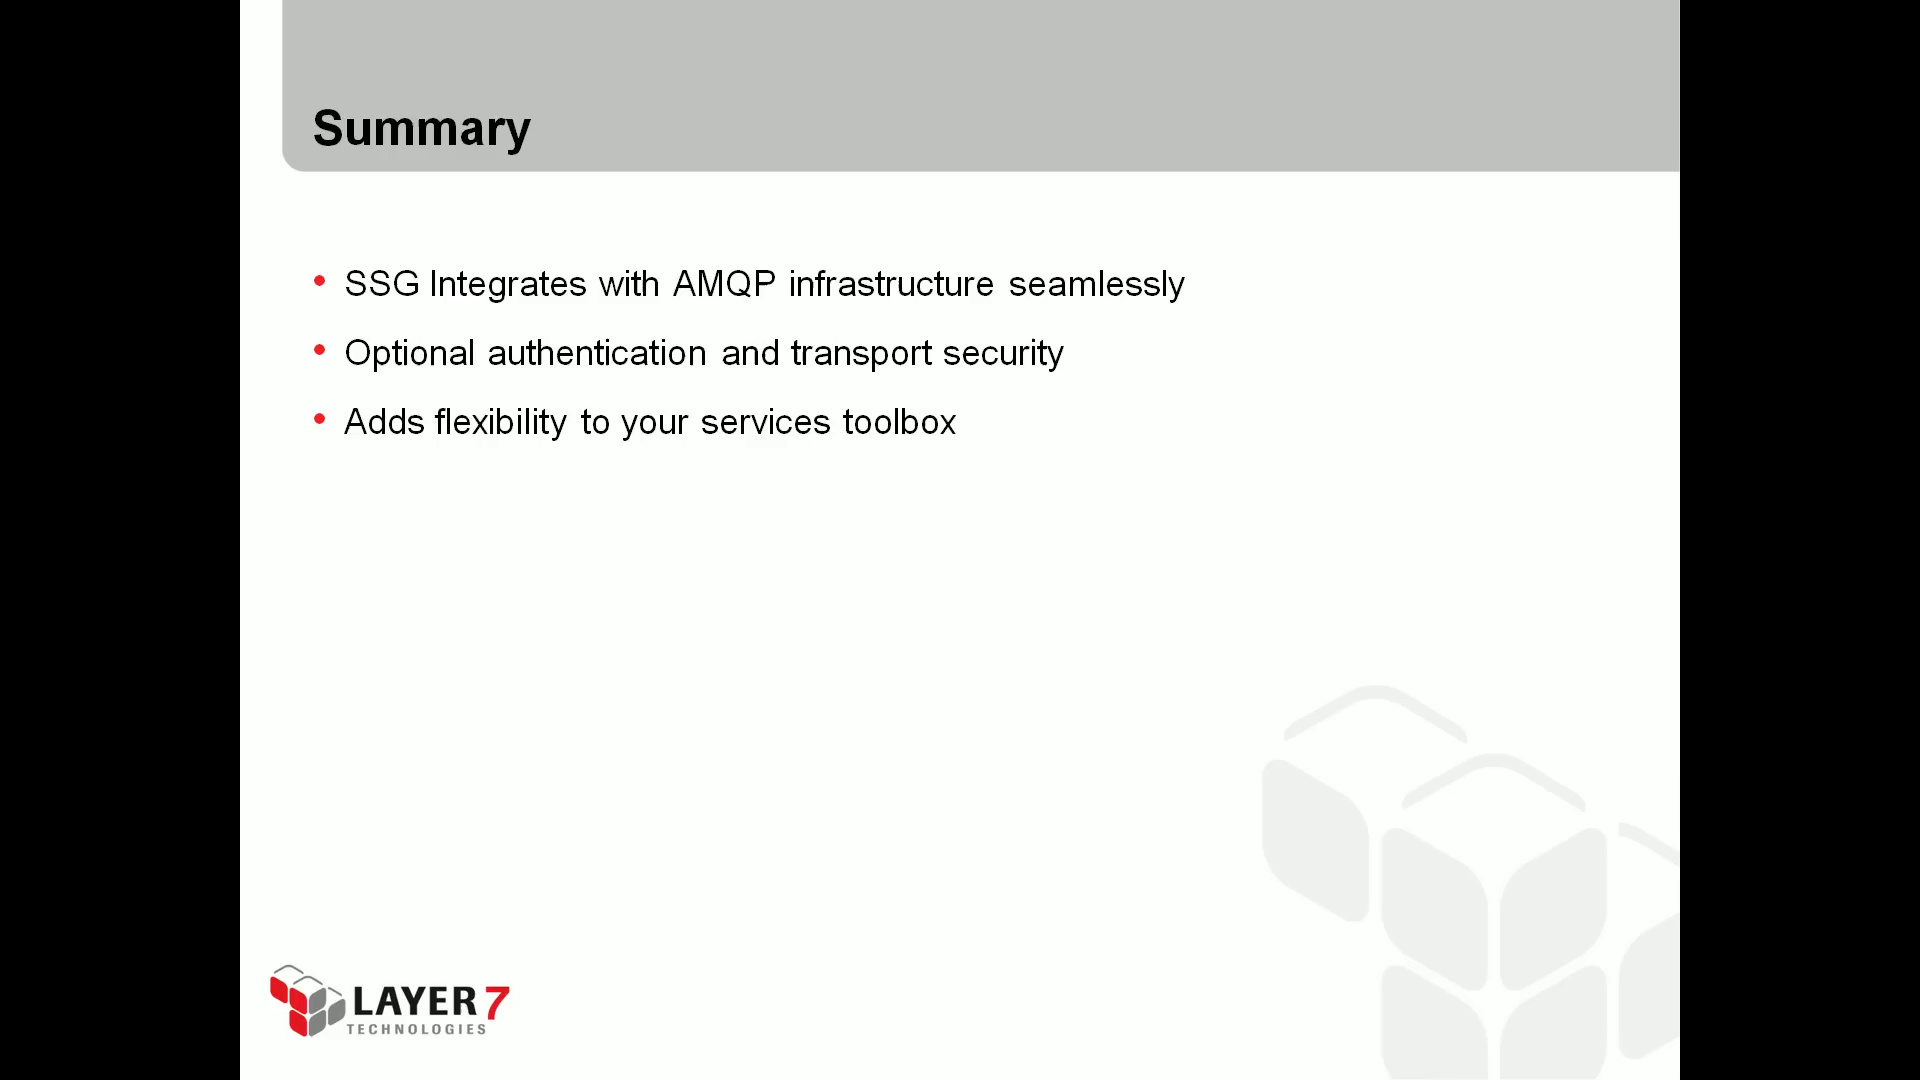 Summary
• SSG Integrates with AMQP infrastructure seamlessly
• Optional authentication and transport security
• Adds flexibility to your services toolbox
LAYER 7
TECHNOLOGIES